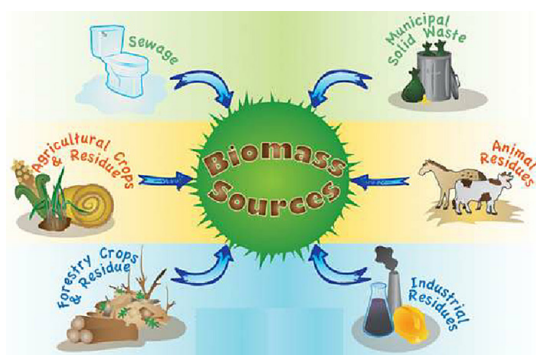 Sewage
Municipal
Solid Waste
Agricultural Crops
& Residue
Biomass
Sources
Animal
Residues
Forestry Crops
& Residue
Industrial
Residues